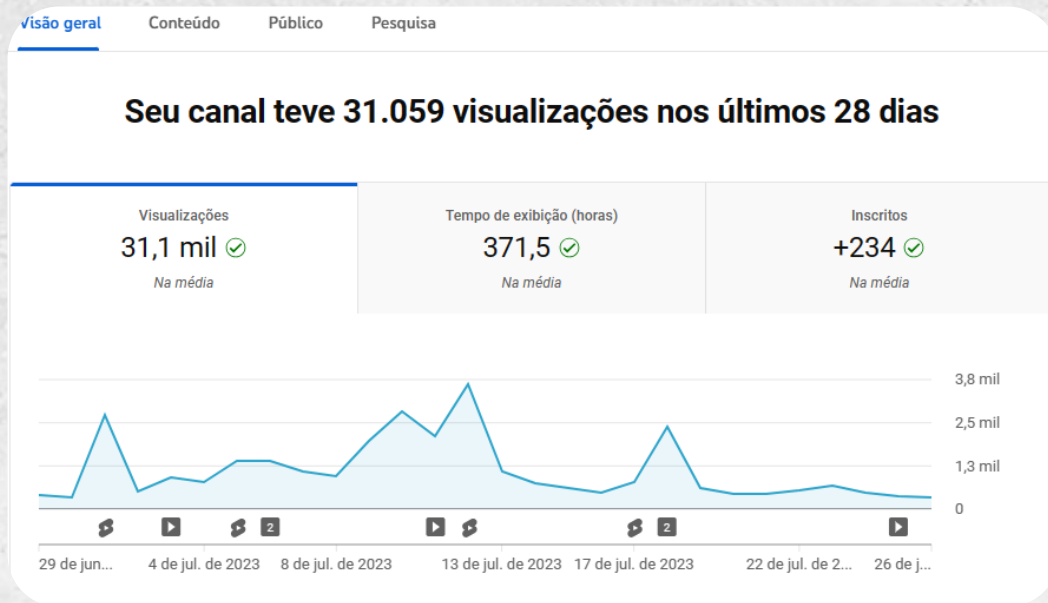 Visão geral Conteúdo Público Pesquisa
Seu canal teve 31.059 visualizações nos últimos 28 dias
Visualizações Tempo de exibição (horas) Inscritos
31,1 mil 371,5 +234
Na média Na média Na média
3,8 mil
2,5 mil
1,3 mil
0
2 2
29 de jun... 4 de jul. de 2023 8 de jul. de 2023 13 de jul. de 2023 17 de jul. de 2023 22 de jul. de 2... 26 de j...